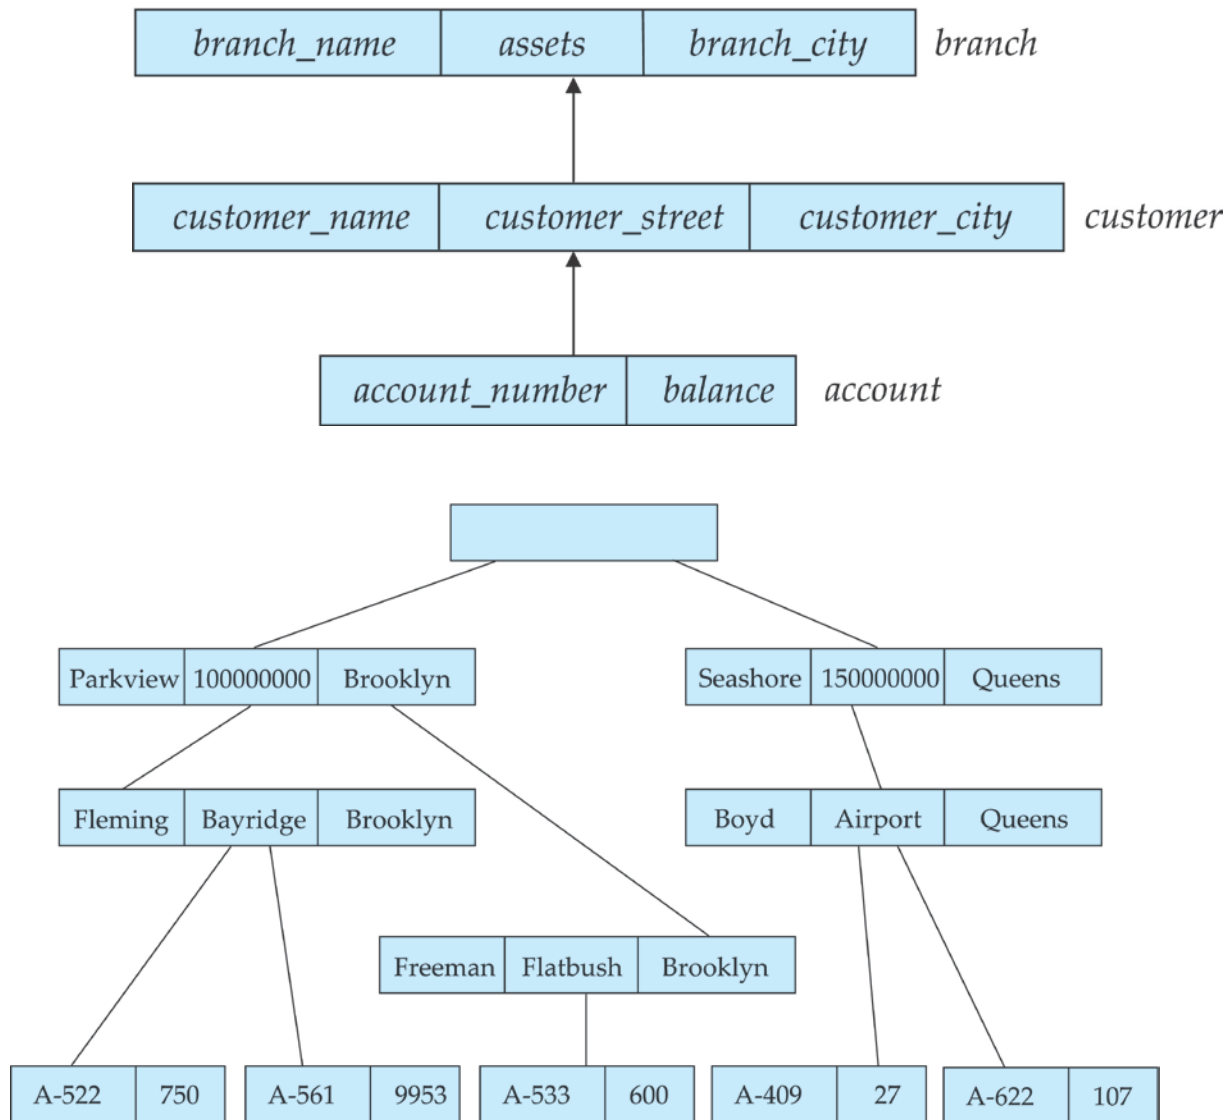 branch_name assets branch_city branch
customer_name customer_street customer_city customer
account_number balance account
Parkview 100000000 Brooklyn Seashore 150000000 Queens
Fleming Bayridge Brooklyn Boyd Airport Queens
Freeman Flatbush Brooklyn
A-522 750 A-561 9953 A-533 600 A-409 27 A-622 107